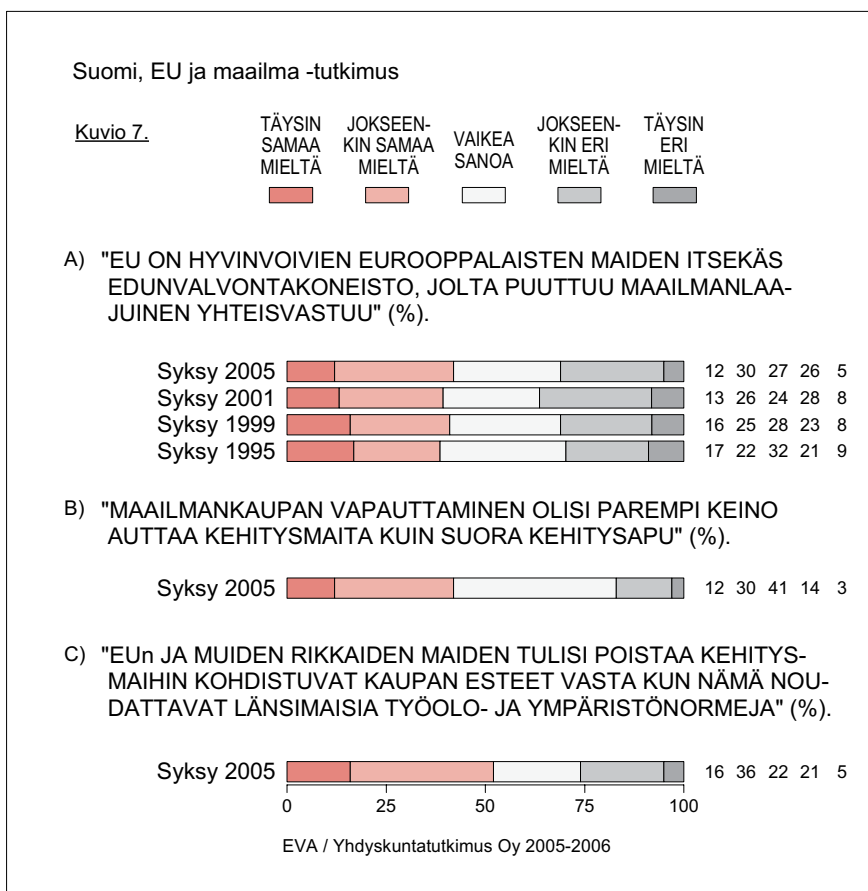 Suomi, EU ja maailma -tutkimus
Kuvio 7.
TÄYSIN
SAMAA
MIELTÄ
JOKSEEN-
KIN SAMAA
MIELTÄ
VAIKEA
SANOA
JOKSEEN-
KIN ERI
MIELTÄ
TÄYSIN
ERI
MIELTÄ
A) "EU ON HYVINVOIVIEN EUROOPPALAISTEN MAIDEN ITSEKÄS
EDUNVALVONTAKONEISTO, JOLTA PUUTTUU MAAILMANLAA-
JUINEN YHTEISVASTUU" (%).
Syksy 2005 12 30 27 26 5
Syksy 2001 13 26 24 28 8
Syksy 1999 16 25 28 23 8
Syksy 1995 17 22 32 21 9
B) "MAAILMANKAUPAN VAPAUTTAMINEN OLISI PAREMPI KEINO
AUTTAA KEHITYSMAITA KUIN SUORA KEHITYSAPU" (%).
Syksy 2005 12 30 41 14 3
C) "EUn JA MUIDEN RIKKAIDEN MAIDEN TULISI POISTAA KEHITYS-
MAIHIN KOHDISTUVAT KAUPAN ESTEET VASTA KUN NÄMÄ NOU-
DATTAVAT LÄNSIMAISIA TYÖOLO- JA YMPÄRISTÖNORMEJA" (%).
Syksy 2005 16 36 22 21 5
0 25 50 75 100
EVA / Yhdyskuntatutkimus Oy 2005-2006